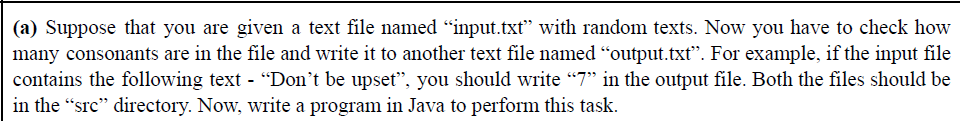 (a) Suppose that you are given a text file named “input.txt” with random texts. Now you have to check how
many consonants are in the file and write it to another text file named “output.txt”. For example, if the input file
contains the following text - “Don’t be upset”, you should write “7” in the output file. Both the files should be
in the “src” directory. Now, write a program in Java to perform this task.